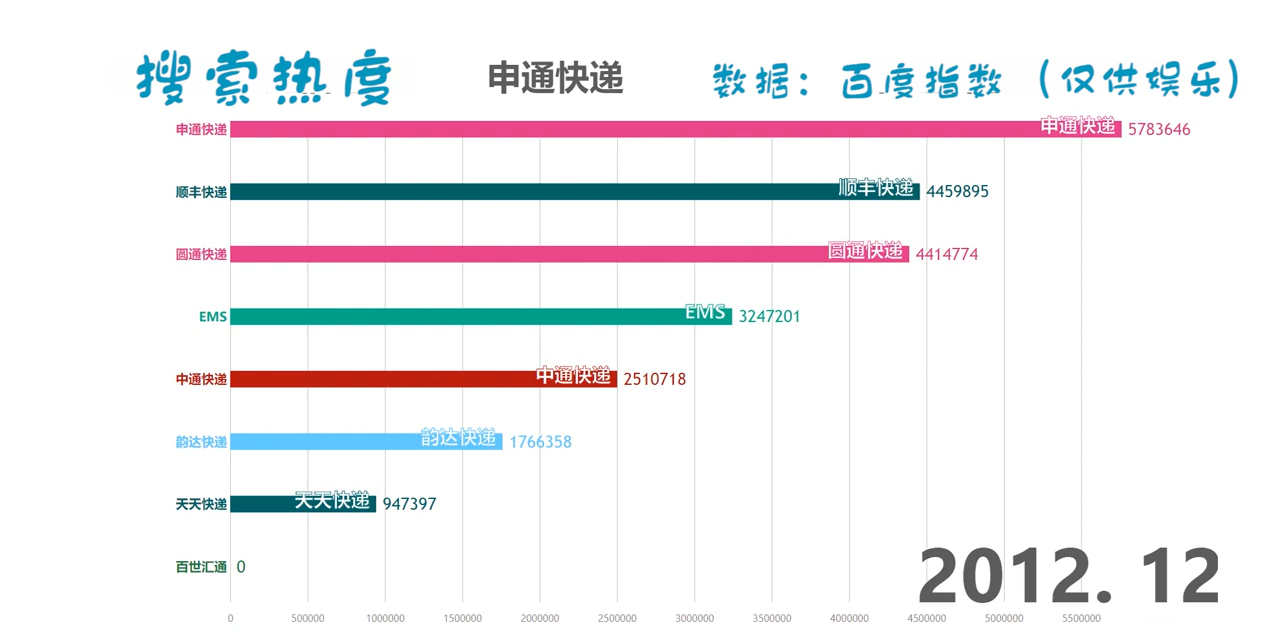 搜索热度 申通快递 数据：百度指数（仅供娱乐）
申通快递 申通快递 5783646
顺丰快递 顺丰快递 4459895
圆通快递 圆通快递 4414774
EMS EMS 3247201
中通快递 中通快递 2510718
韵达快递 韵达快递 1766358
天天快递 天天快递 947397
百世汇通 0
2012. 12
0 500000 1000000 1500000 2000000 2500000 3000000 3500000 4000000 4500000 5000000 5500000